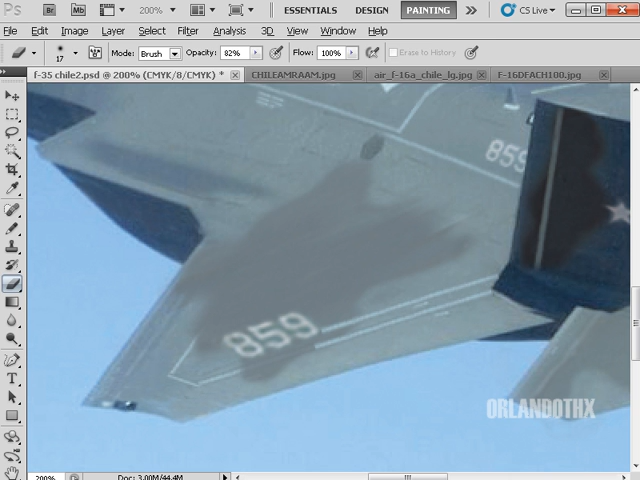 Ps Br Mb 200% ESSENTIALS DESIGN PAINTING >> CS Live
File Edit Image Layer Select Filter Analysis 3D View Window Help
17 Mode: Brush Opacity: 82% Flow: 100% Erase to History
f-35 chile2.psd @ 200% (CMYK/8/CMYK) * CHILEAMRAAM.jpg air_f-16a_chile_lg.jpg F-16DFACH100.jpg
859
859
ORLANDOTHX
200% Doc: 3.00M/44.4M